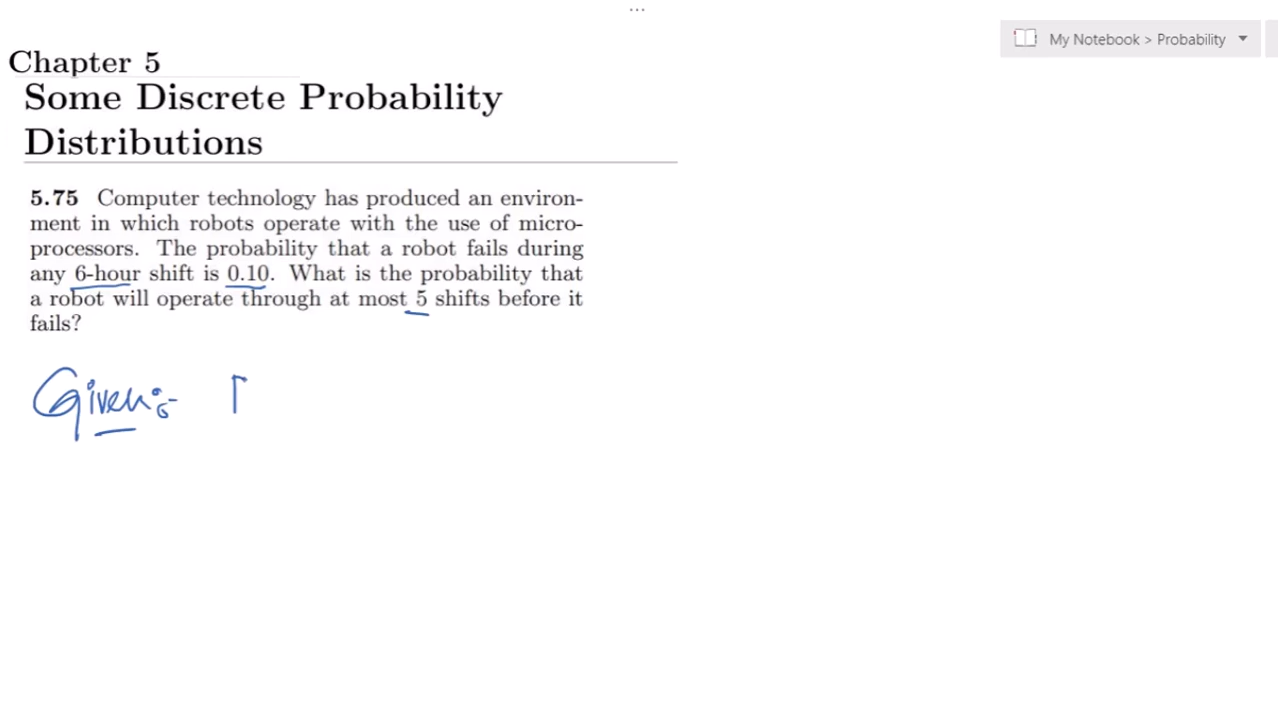 ...
My Notebook > Probability
Chapter 5
Some Discrete Probability
Distributions
5.75 Computer technology has produced an environ-
ment in which robots operate with the use of micro-
processors. The probability that a robot fails during
any 6-hour shift is 0.10. What is the probability that
a robot will operate through at most 5 shifts before it
fails?
Given:-